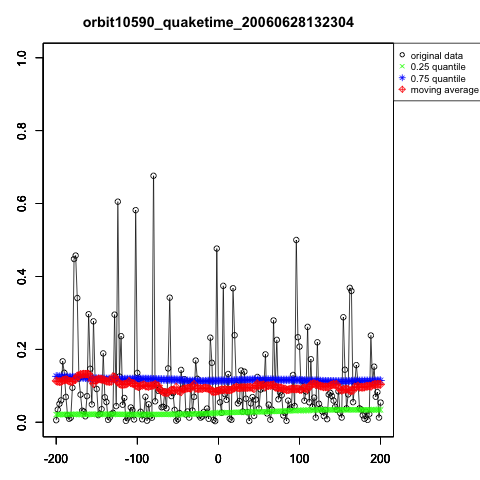 orbit10590_quaketime_20060628132304
original data
0.25 quantile
0.75 quantile
moving average
1.0
0.8
0.6
0.4
0.2
0.0
-200 -100 0 100 200